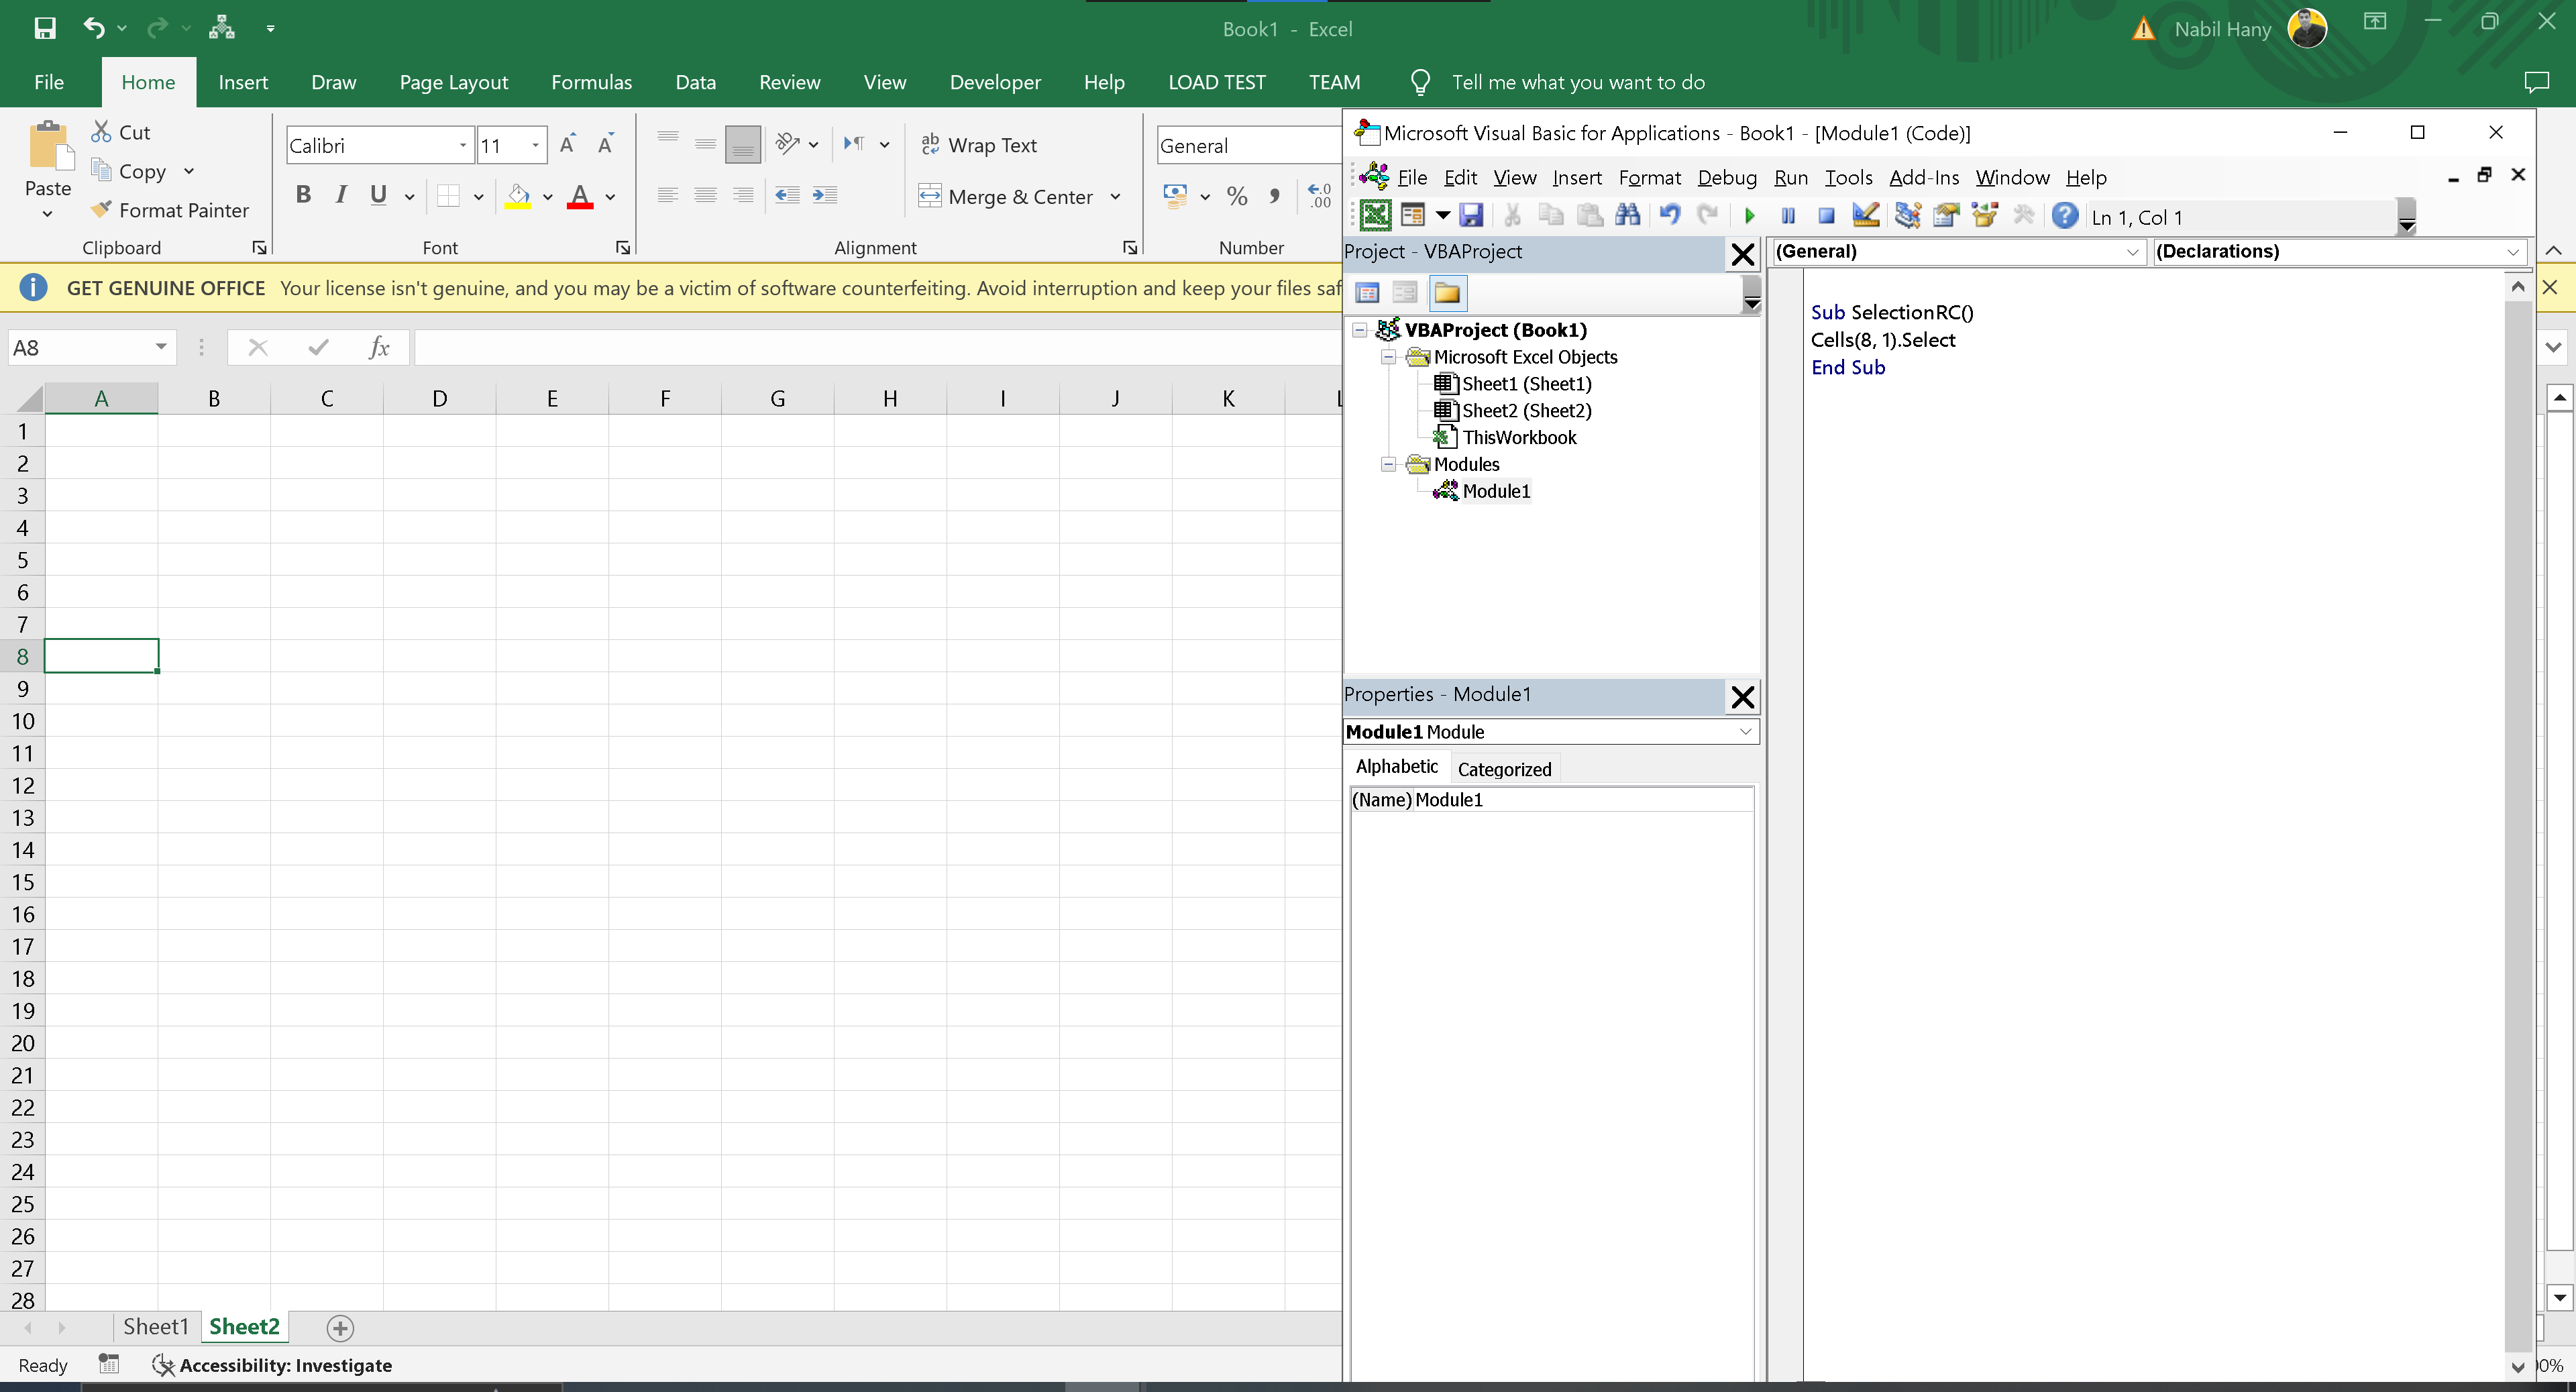 Book1 - Excel
Nabil Hany
File Home Insert Draw Page Layout Formulas Data Review View Developer Help LOAD TEST TEAM Tell me what you want to do
Paste
Cut
Copy
Format Painter
Clipboard
Calibri 11
B I U A
Font
Wrap Text
Merge & Center
Alignment
General
% ,
Number
GET GENUINE OFFICE Your license isn't genuine, and you may be a victim of software counterfeiting. Avoid interruption and keep your files
A8
fx
A B C D E F G H I J K
1
2
3
4
5
6
7
8
9
10
11
12
13
14
15
16
17
18
19
20
21
22
23
24
25
26
27
28
Sheet1 Sheet2
Ready
Accessibility: Investigate
Microsoft Visual Basic for Applications - Book1 - [Module1 (Code)]
File Edit View Insert Format Debug Run Tools Add-Ins Window Help
Ln 1, Col 1
Project - VBAProject
VBAProject (Book1)
Microsoft Excel Objects
Sheet1 (Sheet1)
Sheet2 (Sheet2)
ThisWorkbook
Modules
Module1
Properties - Module1
Module1 Module
Alphabetic Categorized
(Name) Module1
(General) (Declarations)
Sub SelectionRC()
Cells(8, 1).Select
End Sub